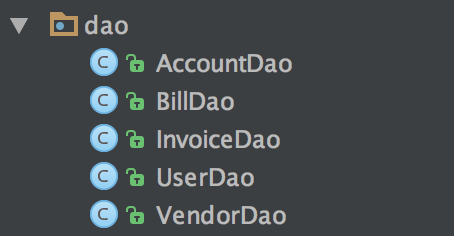 dao
C AccountDao
C BillDao
C InvoiceDao
C UserDao
C VendorDao